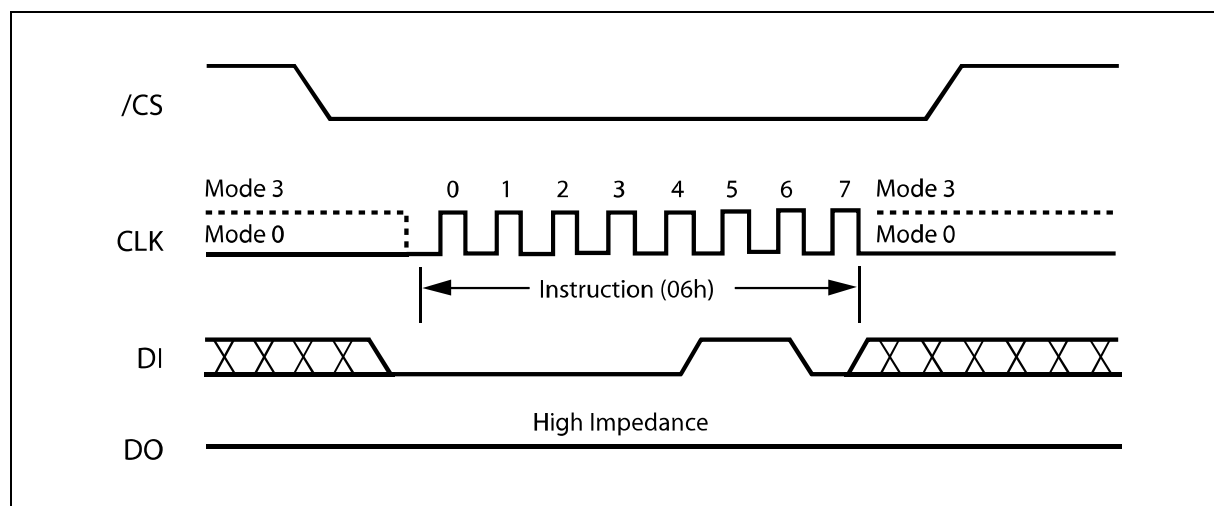 /CS
Mode 3 0 1 2 3 4 5 6 7 Mode 3
CLK Mode 0 Mode 0
Instruction (06h)
DI
High Impedance
DO